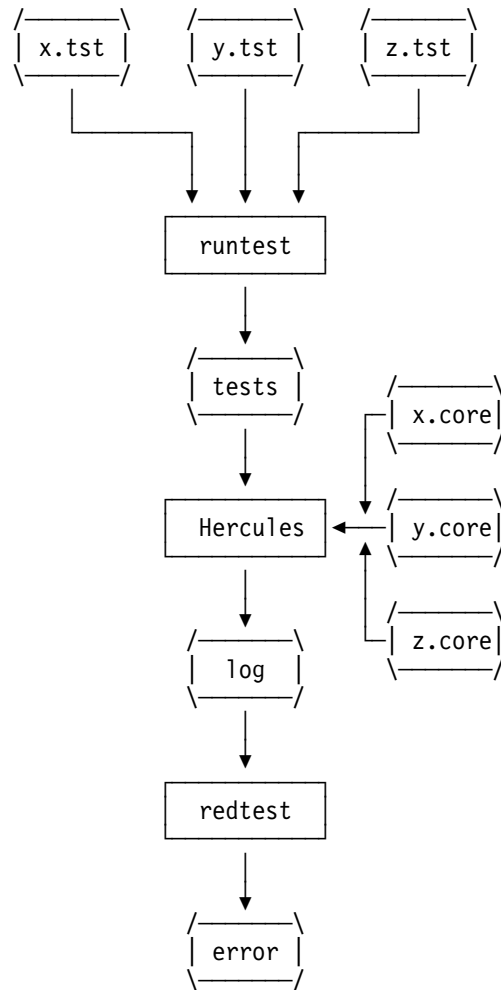 x.tst y.tst z.tst
runtest
tests
x.core
Hercules y.core
log z.core
redtest
error